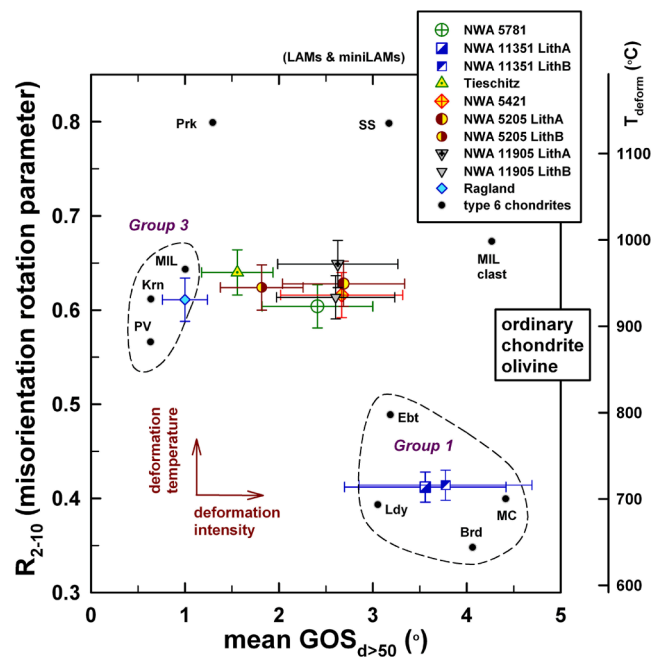 (LAMs & miniLAMs)
NWA 5781
NWA 11351 LithA
NWA 11351 LithB
Tieschitz
NWA 5421
NWA 5205 LithA
NWA 5205 LithB
NWA 11905 LithA
NWA 11905 LithB
Ragland
type 6 chondrites
T_deform (°C)
1100
1000
900
800
700
600
R_2-10 (misorientation rotation parameter)
0.8
0.7
0.6
0.5
0.4
0.3
Prk
SS
Group 3
MIL
Krn
PV
MIL
clast
ordinary
chondrite
olivine
Ebt
Group 1
Ldy
MC
Brd
deformation
temperature
deformation
intensity
0
1
2
3
4
5
mean GOS_d>50 (°)